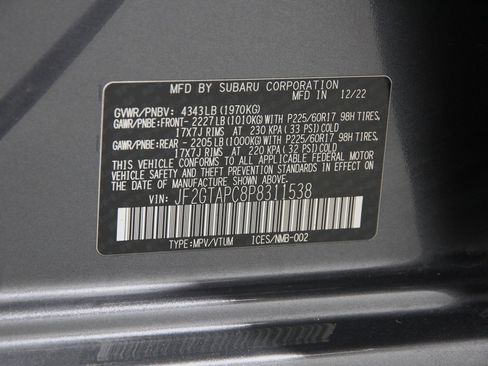 MFD BY SUBARU CORPORATION
MFD IN 12/22
GVWR/PNBV: 4343LB (1970KG)
GAWR/PNBE:FRONT- 2227LB(1010KG)WITH P225/60R17 98H TIRES,
17X7J RIMS AT 230 KPA(33 PSI)COLD
GAWR/PNBE:REAR - 2205LB(1000KG)WITH P225/60R17 98H TIRES,
17X7J RIMS AT 220 KPA(32 PSI)COLD
THIS VEHICLE CONFORMS TO ALL APPLICABLE FEDERAL MOTOR
VEHICLE SAFETY, BUMPER, AND THEFT PREVENTION STANDARDS
IN EFFECT ON THE DATE OF MANUFACTURE SHOWN ABOVE.
VIN: JF2GTAPC8P8311538
TYPE:MPV/VTUM ICES/NMB-002